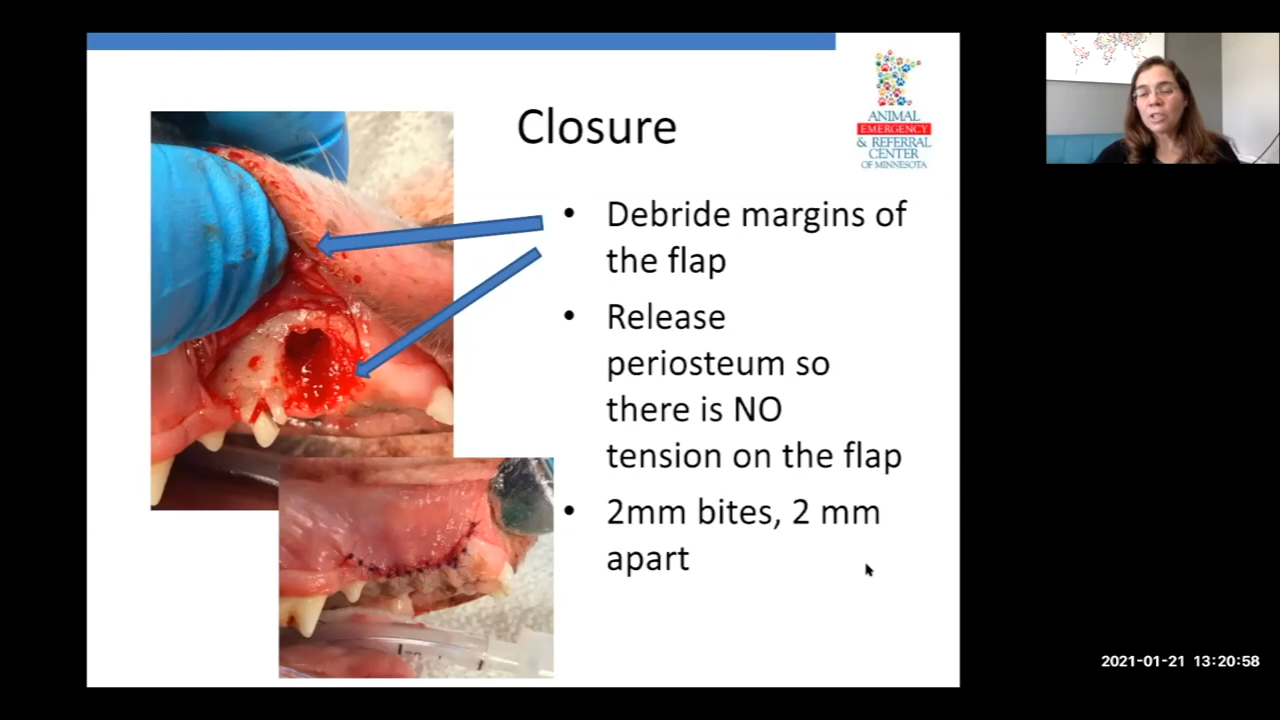 Closure
ANIMAL
EMERGENCY
& REFERRAL
CENTER
OF MINNESOTA
• Debride margins of
the flap
• Release
periosteum so
there is NO
tension on the flap
• 2mm bites, 2 mm
apart
2021-01-21 13:20:58